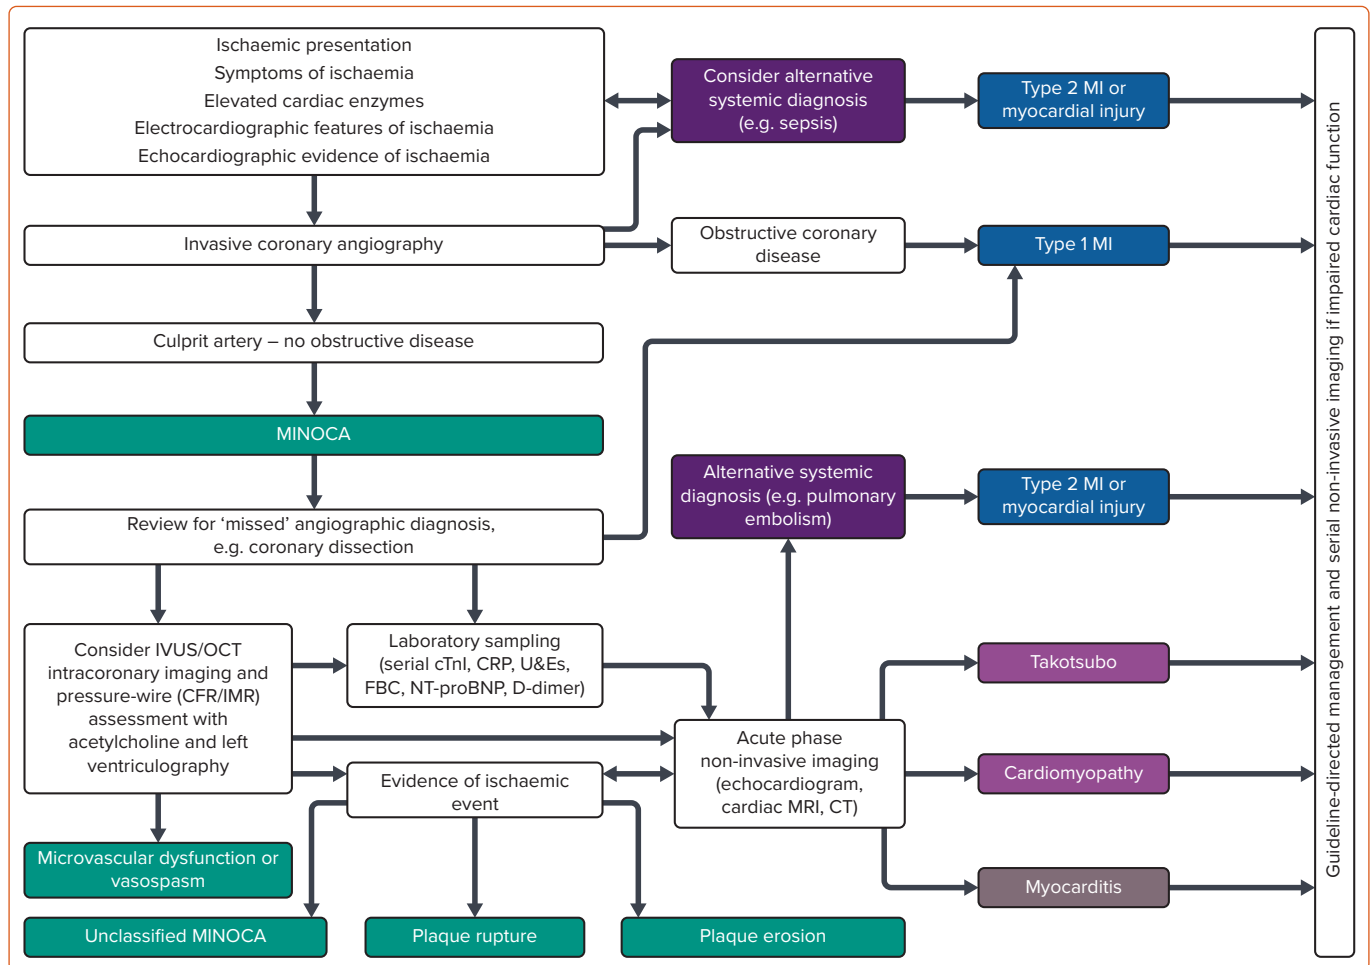 Ischaemic presentation
Symptoms of ischaemia
Elevated cardiac enzymes
Electrocardiographic features of ischaemia
Echocardiographic evidence of ischaemia
Consider alternative
systemic diagnosis
(e.g. sepsis)
Type 2 MI or
myocardial injury
Invasive coronary angiography
Obstructive coronary
disease
Type 1 MI
Culprit artery – no obstructive disease
MINOCA
Review for ‘missed’ angiographic diagnosis,
e.g. coronary dissection
Alternative systemic
diagnosis (e.g. pulmonary
embolism)
Type 2 MI or
myocardial injury
Consider IVUS/OCT
intracoronary imaging and
pressure-wire (CFR/IMR)
assessment with
acetylcholine and left
ventriculography
Laboratory sampling
(serial cTnI, CRP, U&Es,
FBC, NT-proBNP, D-dimer)
Acute phase
non-invasive imaging
(echocardiogram,
cardiac MRI, CT)
Takotsubo
Cardiomyopathy
Myocarditis
Evidence of ischaemic
event
Microvascular dysfunction or
vasospasm
Unclassified MINOCA
Plaque rupture
Plaque erosion
Guideline-directed management and serial non-invasive imaging if impaired cardiac function